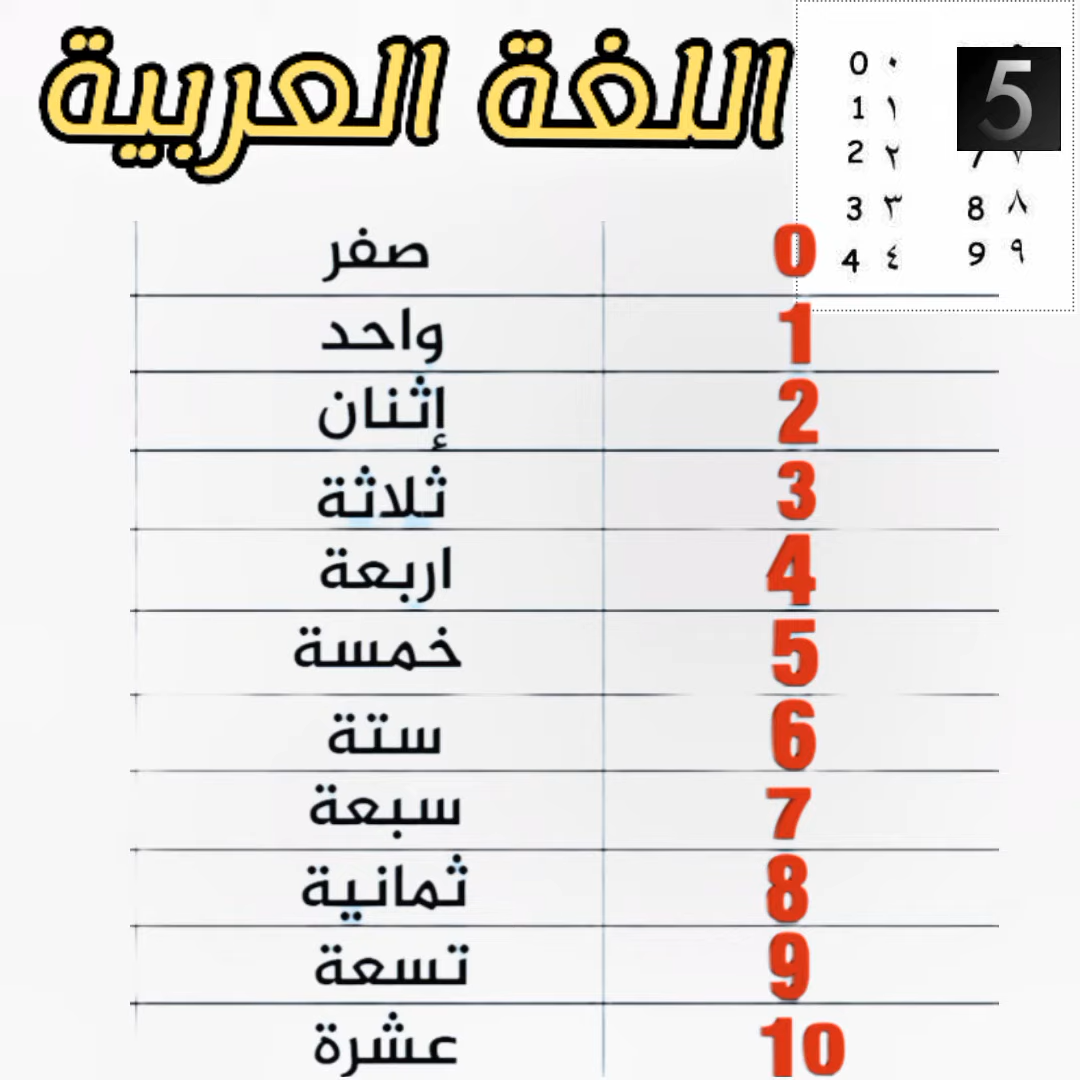 اللغة العربية
0 ٠
1 ١
2 ٢
3 ٣
4 ٤
5
7 ٧
8 ٨
9 ٩
صفر 0
واحد 1
إثنان 2
ثلاثة 3
اربعة 4
خمسة 5
ستة 6
سبعة 7
ثمانية 8
تسعة 9
عشرة 10